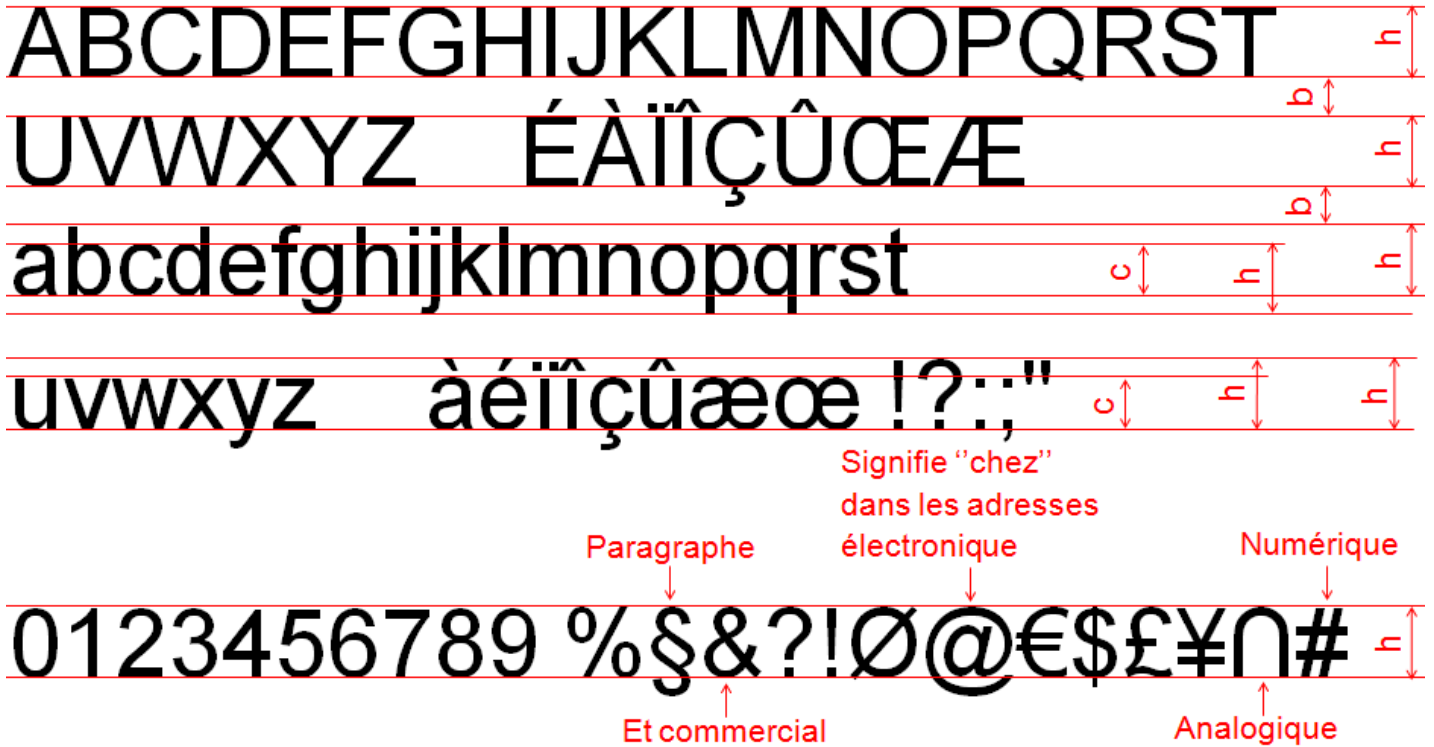 ABCDEFGHIJKLMNOPQRST h
b
UVWXYZ ÉÀÏÎÇÛŒÆ h
b
abcdefghijklmnopqrst c h h
uvwxyz àéïîçûæœ !?:;" c h h
Signifie ‘’chez’’
dans les adresses
Paragraphe électronique Numérique
0123456789 %§&?!Ø@€$£¥∩# h
Et commercial Analogique